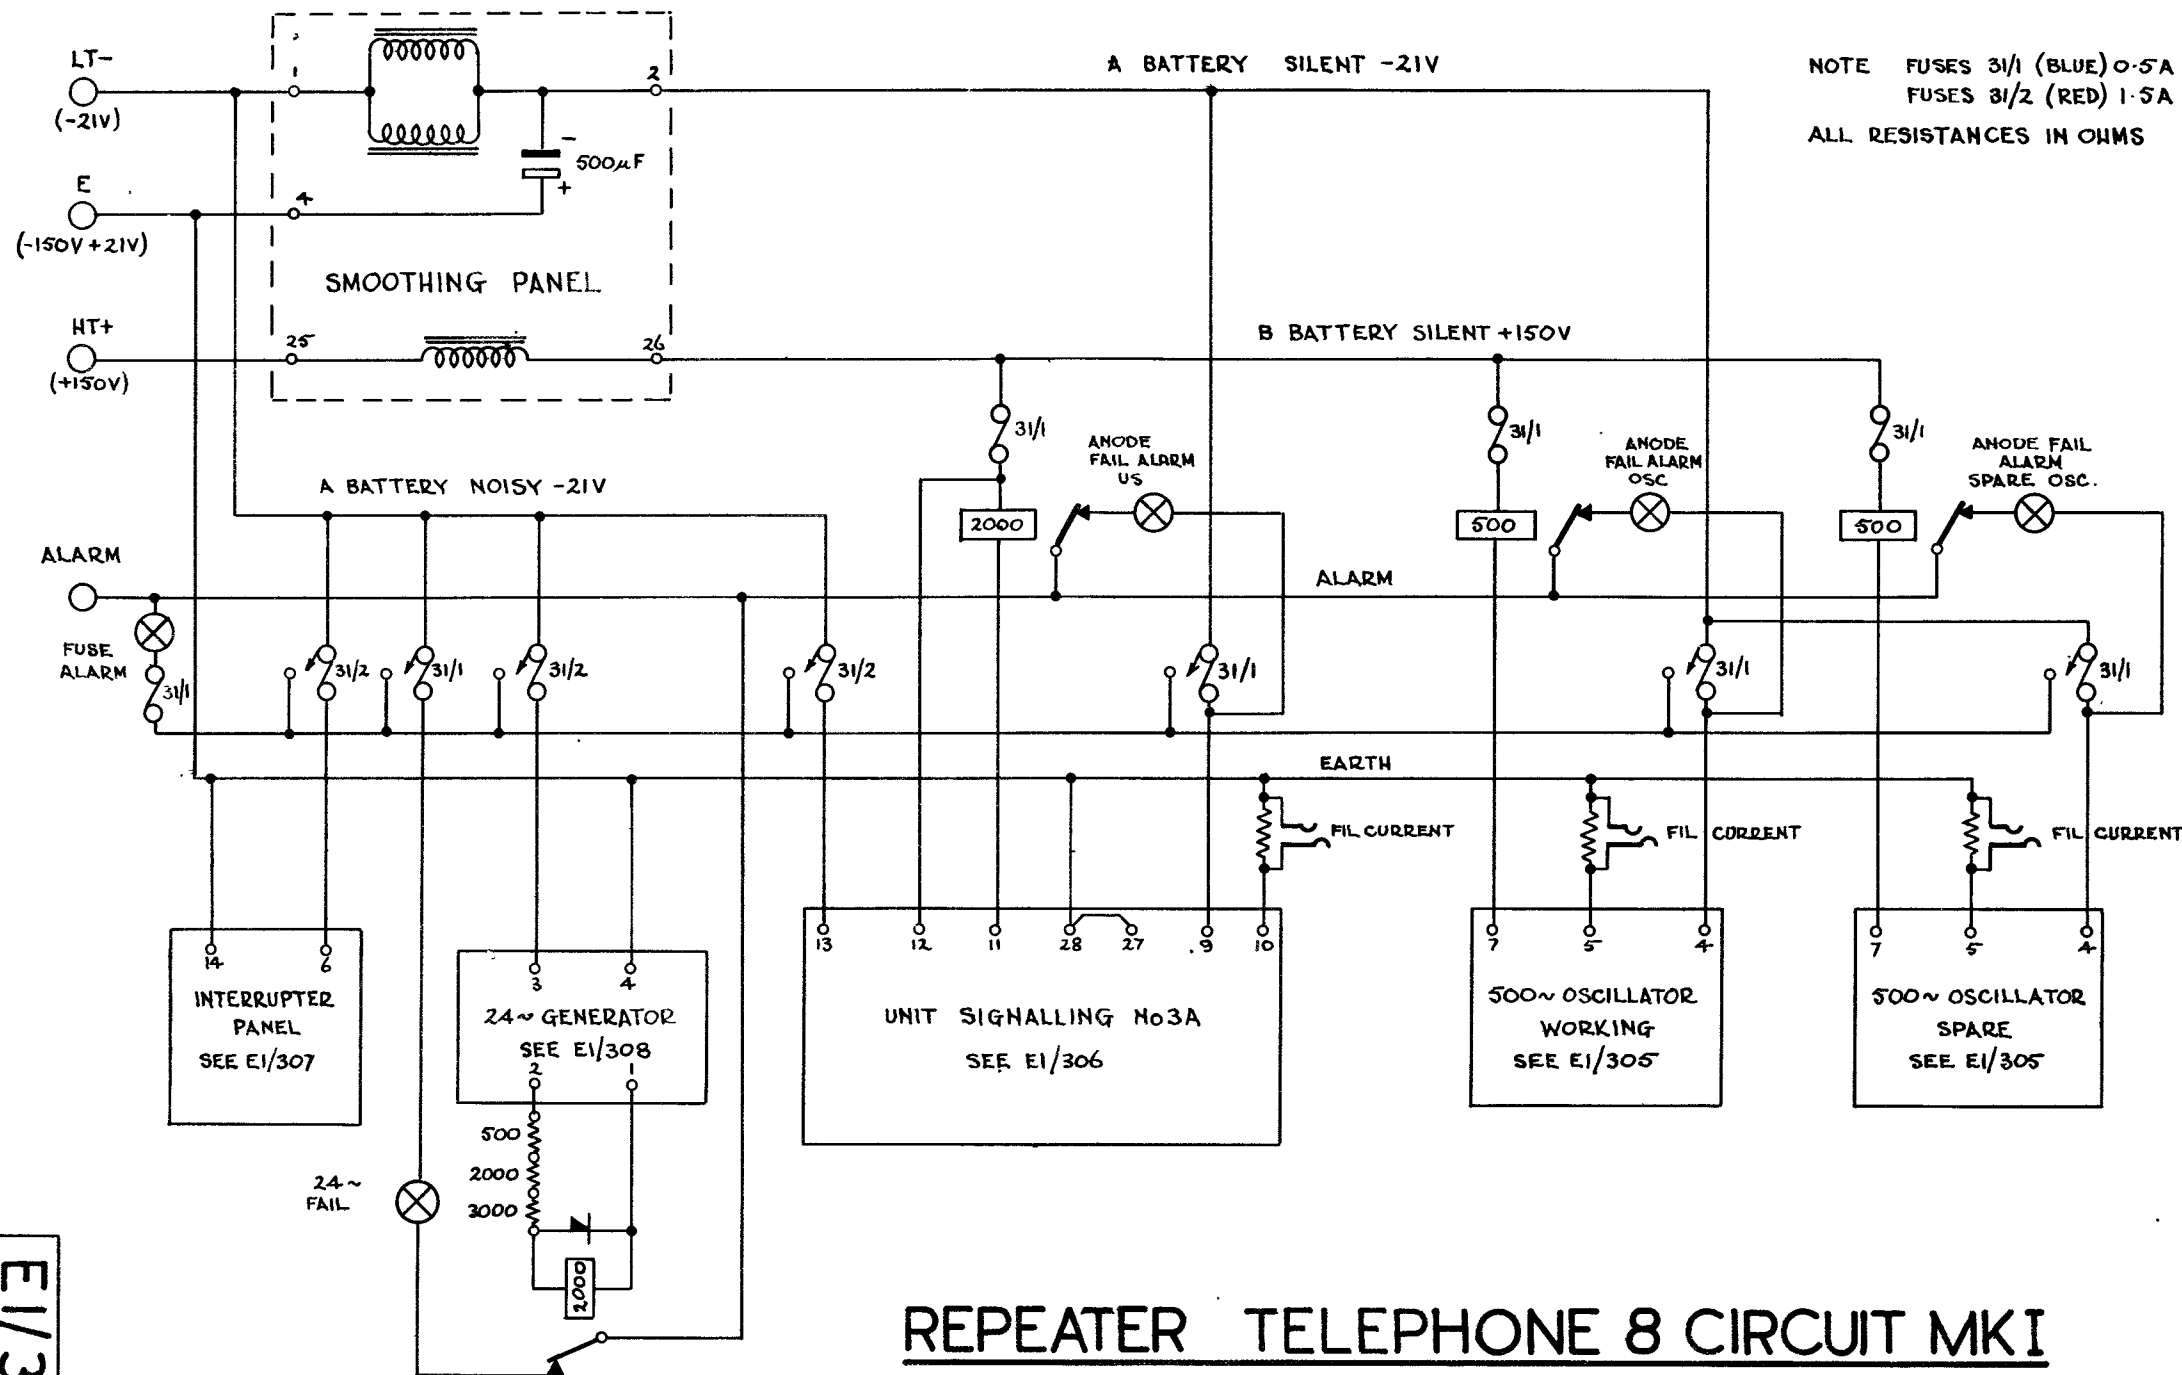 LT-
(-21V)
E
(-150V+21V)
HT+
(+150V)
1
2
4
-
500µF
+
SMOOTHING PANEL
25
26
A BATTERY SILENT -21V
NOTE FUSES 31/1 (BLUE) 0·5A
FUSES 31/2 (RED) 1·5A
ALL RESISTANCES IN OHMS
B BATTERY SILENT +150V
31/1
31/1
31/1
ANODE
FAIL ALARM
US
ANODE
FAIL ALARM
OSC
ANODE FAIL
ALARM
SPARE OSC.
A BATTERY NOISY -21V
2000
500
500
ALARM
ALARM
FUSE
ALARM
31/1
31/2
31/1
31/2
31/2
31/1
31/1
31/1
EARTH
FIL CURRENT
FIL CURRENT
FIL CURRENT
14
6
INTERRUPTER
PANEL
SEE E1/307
3
4
24~ GENERATOR
SEE E1/308
2
1
13
12
11
28
27
9
10
UNIT SIGNALLING No3A
SEE E1/306
7
5
4
500~ OSCILLATOR
WORKING
SEE E1/305
7
5
4
500~ OSCILLATOR
SPARE
SEE E1/305
500
2000
3000
2000
24~
FAIL
E1/3
REPEATER TELEPHONE 8 CIRCUIT MKI